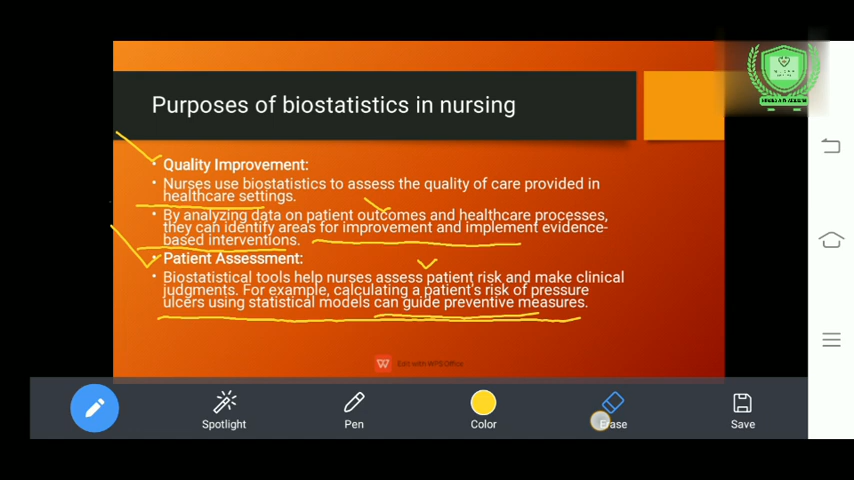 Purposes of biostatistics in nursing
• Quality Improvement:
• Nurses use biostatistics to assess the quality of care provided in
healthcare settings.
• By analyzing data on patient outcomes and healthcare processes,
they can identify areas for improvement and implement evidence-
based interventions.
• Patient Assessment:
• Biostatistical tools help nurses assess patient risk and make clinical
judgments. For example, calculating a patient's risk of pressure
ulcers using statistical models can guide preventive measures.
Edit with WPS Office
Spotlight
Pen
Color
Erase
Save